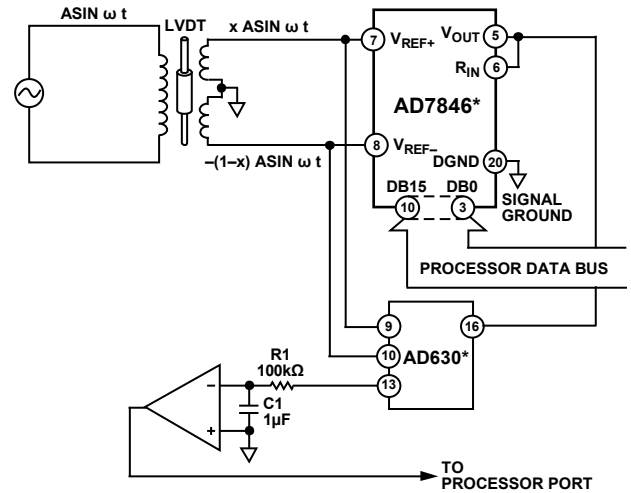 ASIN ω t
LVDT
x ASIN ω t
–(1–x) ASIN ω t
7
VREF+
VOUT
5
RIN
6
AD7846*
8
VREF–
DGND
20
DB15
DB0
10
3
SIGNAL
GROUND
PROCESSOR DATA BUS
9
16
10
AD630*
13
R1
100kΩ
C1
1µF
–
+
TO
PROCESSOR PORT